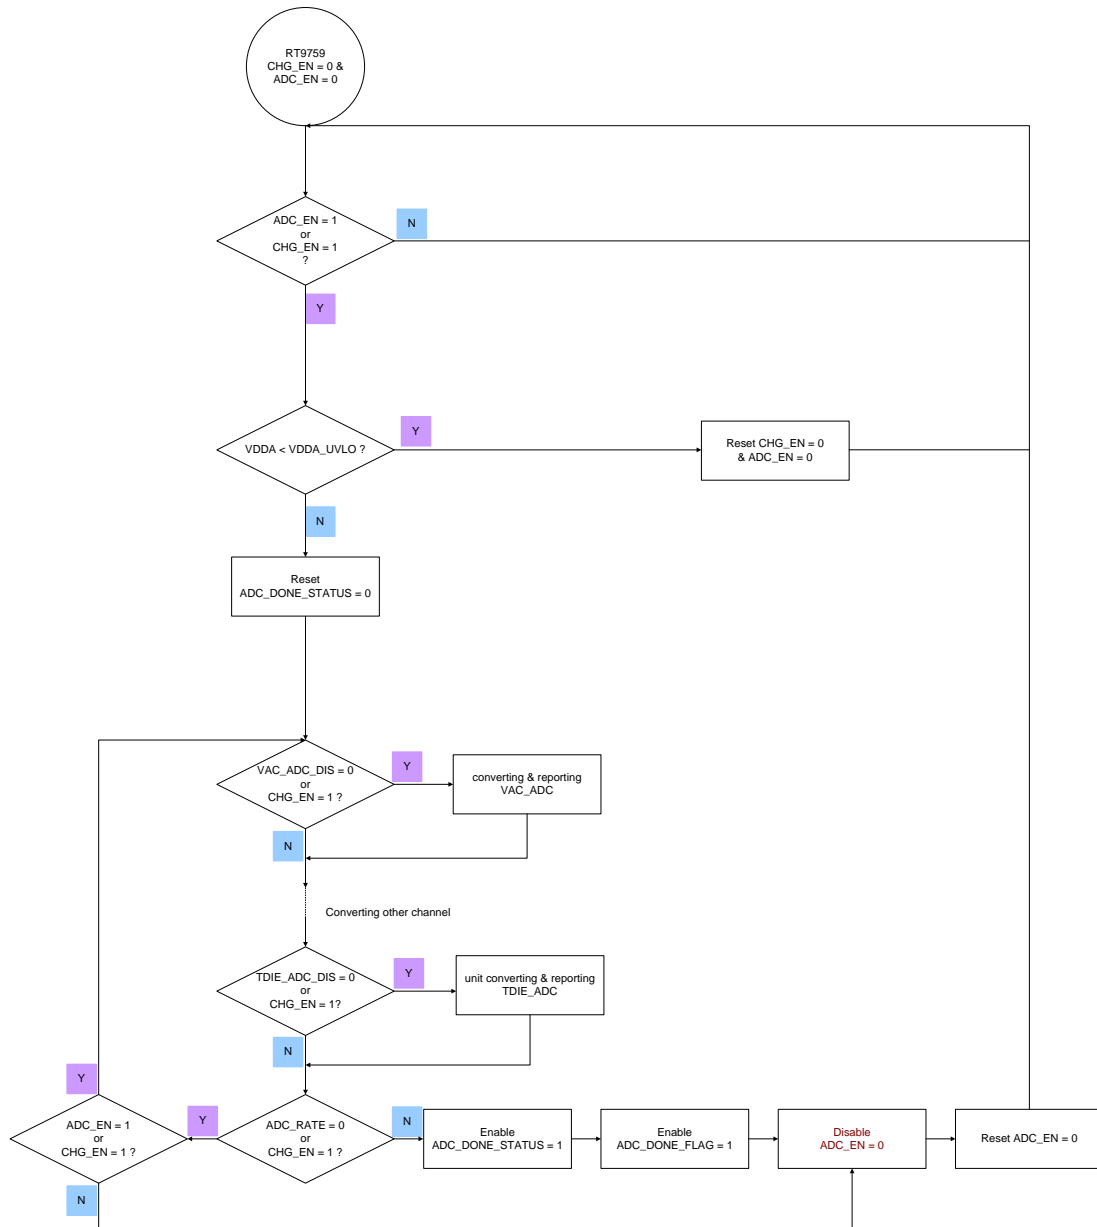 RT9759
CHG_EN = 0 &
ADC_EN = 0
ADC_EN = 1
or
CHG_EN = 1
?
N
Y
VDDA < VDDA_UVLO ?
Y
Reset CHG_EN = 0
& ADC_EN = 0
N
Reset
ADC_DONE_STATUS = 0
VAC_ADC_DIS = 0
or
CHG_EN = 1 ?
Y
converting & reporting
VAC_ADC
N
Converting other channel
TDIE_ADC_DIS = 0
or
CHG_EN = 1?
Y
unit converting & reporting
TDIE_ADC
N
Y
ADC_EN = 1
or
CHG_EN = 1 ?
Y
ADC_RATE = 0
or
CHG_EN = 1 ?
N
Enable
ADC_DONE_STATUS = 1
Enable
ADC_DONE_FLAG = 1
Disable
ADC_EN = 0
Reset ADC_EN = 0
N